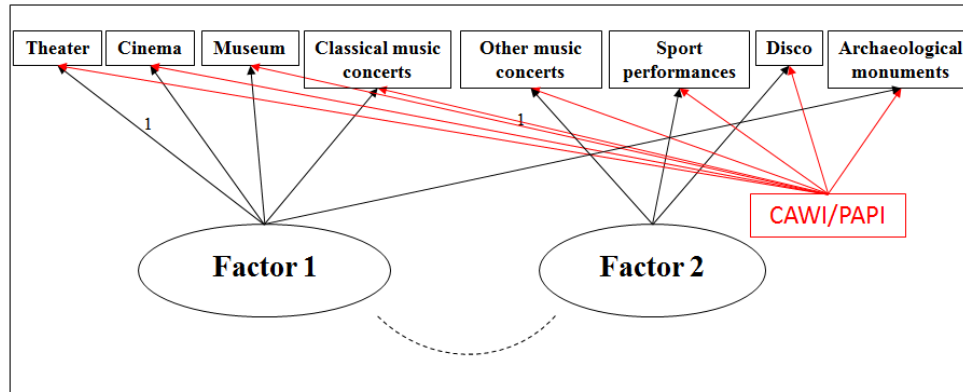 Theater
Cinema
Museum
Classical music
concerts
Other music
concerts
Sport
performances
Disco
Archaeological
monuments
1
1
CAWI/PAPI
Factor 1
Factor 2